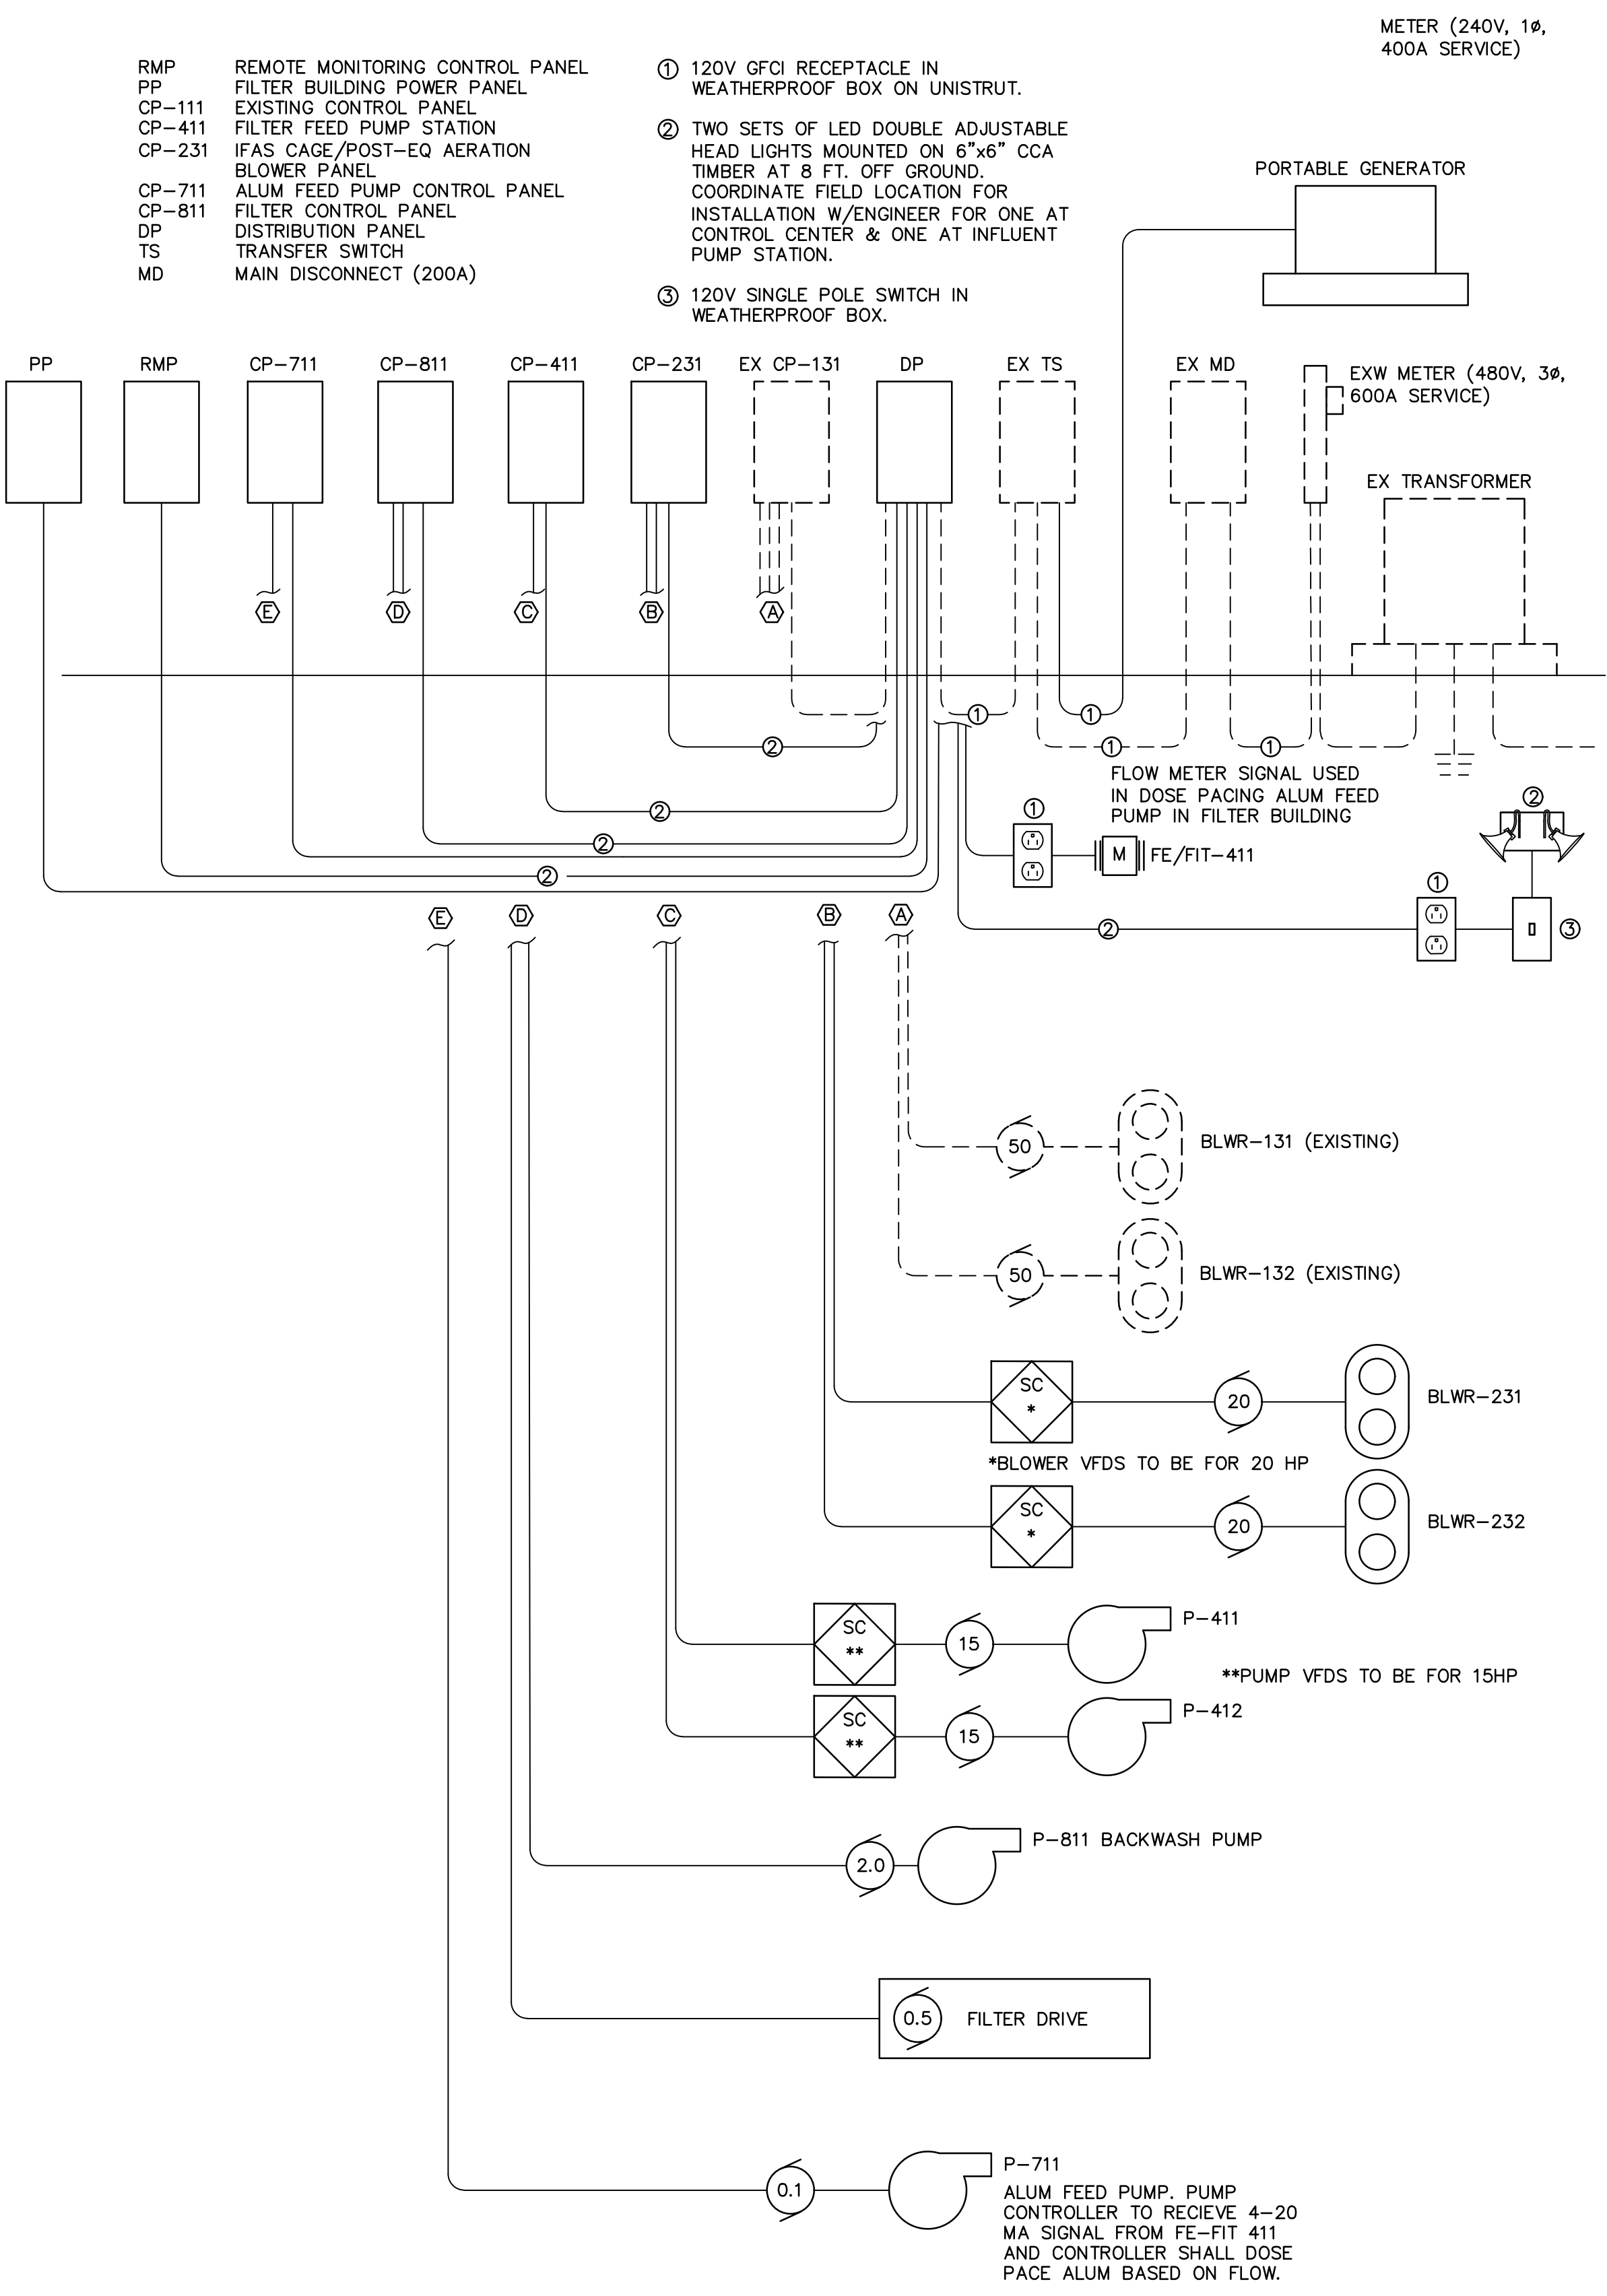 METER (240V, 1ø,
400A SERVICE)
RMP REMOTE MONITORING CONTROL PANEL
PP FILTER BUILDING POWER PANEL
CP-111 EXISTING CONTROL PANEL
CP-411 FILTER FEED PUMP STATION
CP-231 IFAS CAGE/POST-EQ AERATION
BLOWER PANEL
CP-711 ALUM FEED PUMP CONTROL PANEL
CP-811 FILTER CONTROL PANEL
DP DISTRIBUTION PANEL
TS TRANSFER SWITCH
MD MAIN DISCONNECT (200A)
① 120V GFCI RECEPTACLE IN
WEATHERPROOF BOX ON UNISTRUT.
② TWO SETS OF LED DOUBLE ADJUSTABLE
HEAD LIGHTS MOUNTED ON 6"x6" CCA
TIMBER AT 8 FT. OFF GROUND.
COORDINATE FIELD LOCATION FOR
INSTALLATION W/ENGINEER FOR ONE AT
CONTROL CENTER & ONE AT INFLUENT
PUMP STATION.
③ 120V SINGLE POLE SWITCH IN
WEATHERPROOF BOX.
PORTABLE GENERATOR
PP RMP CP-711 CP-811 CP-411 CP-231 EX CP-131 DP EX TS EX MD
EXW METER (480V, 3ø,
600A SERVICE)
EX TRANSFORMER
E D C B A
① ①
② ① ①
FLOW METER SIGNAL USED
IN DOSE PACING ALUM FEED
PUMP IN FILTER BUILDING
②
② ①
②
M FE/FIT-411
②
①
E D C B A
② ③
50 BLWR-131 (EXISTING)
50 BLWR-132 (EXISTING)
SC
*
20 BLWR-231
*BLOWER VFDS TO BE FOR 20 HP
SC
*
20 BLWR-232
SC
**
15 P-411
**PUMP VFDS TO BE FOR 15HP
SC
**
15 P-412
2.0 P-811 BACKWASH PUMP
0.5 FILTER DRIVE
0.1 P-711
ALUM FEED PUMP. PUMP
CONTROLLER TO RECIEVE 4-20
MA SIGNAL FROM FE-FIT 411
AND CONTROLLER SHALL DOSE
PACE ALUM BASED ON FLOW.